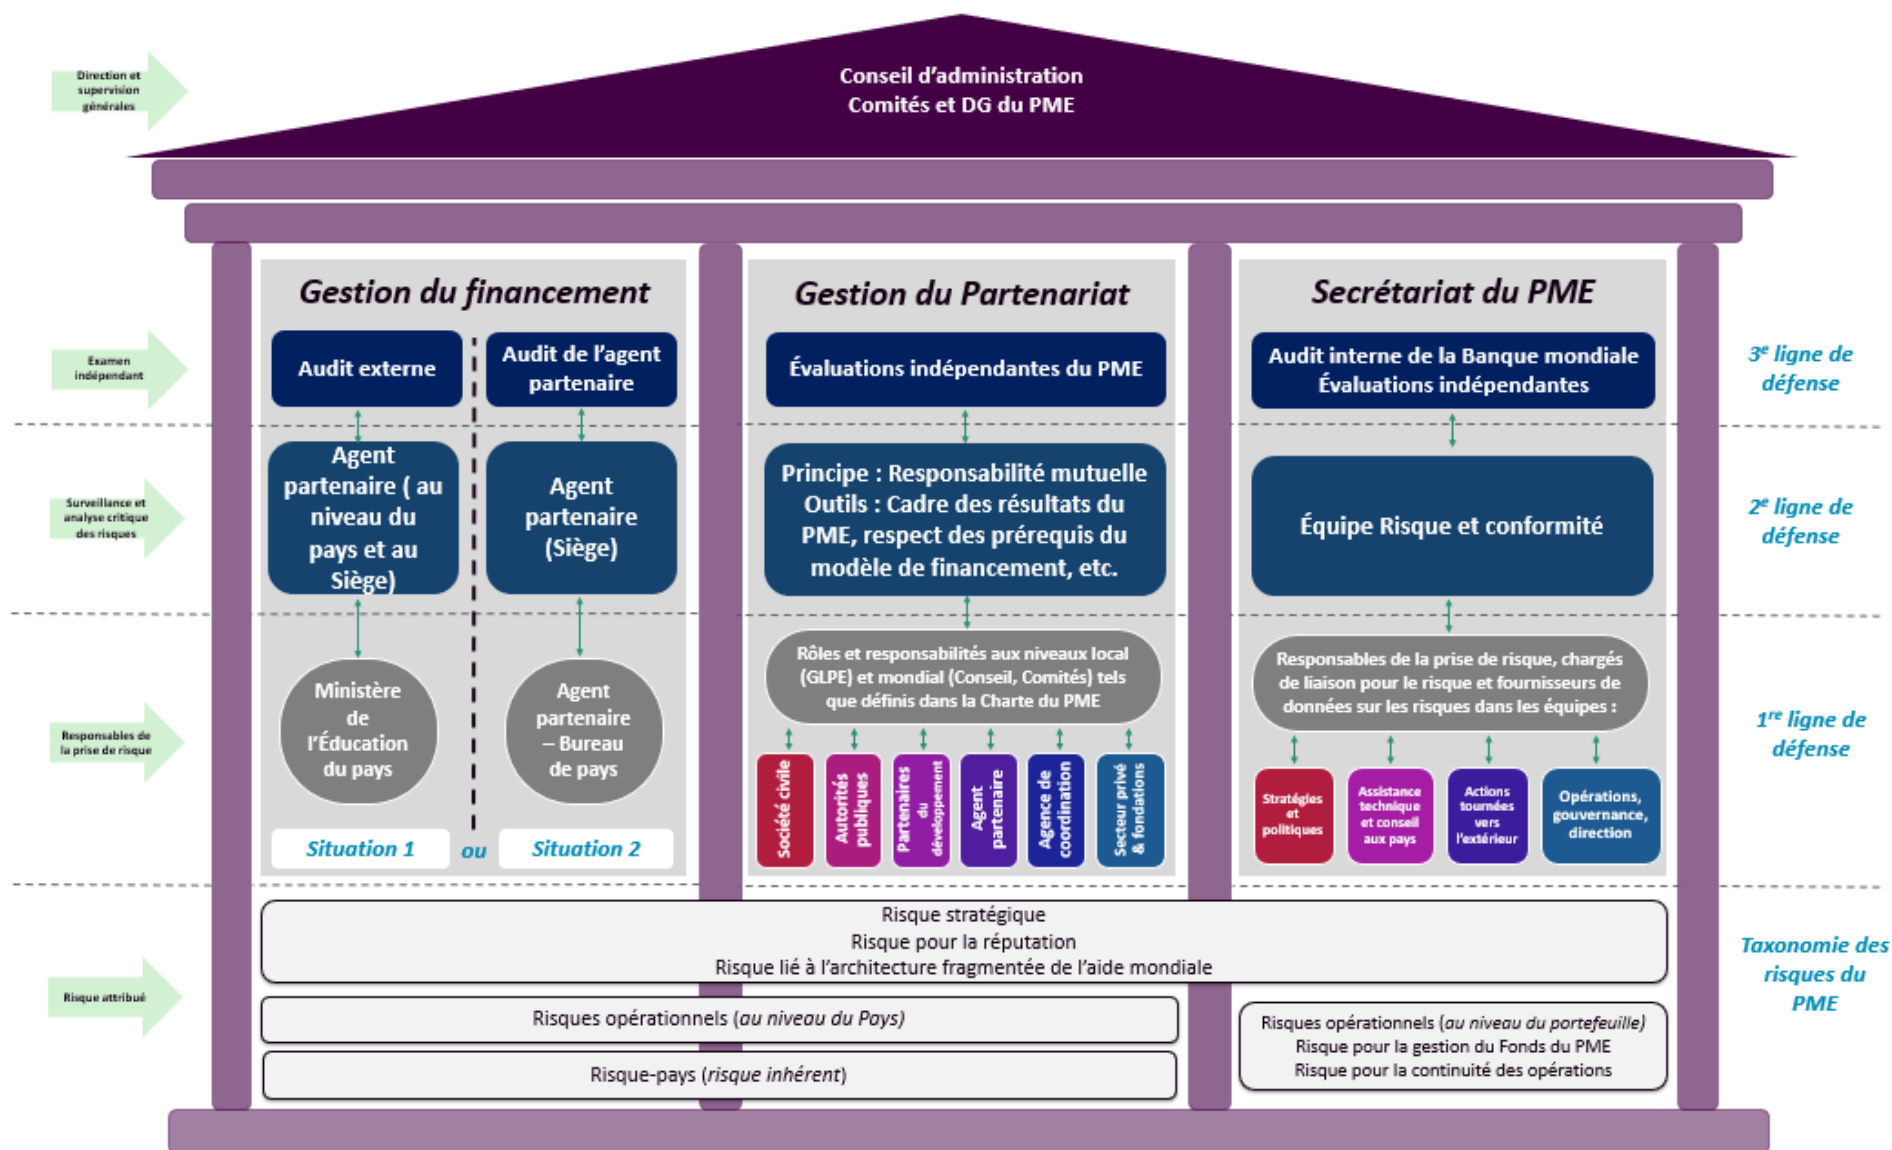 Direction et
supervision
générales
Conseil d'administration
Comités et DG du PME
Gestion du financement
Gestion du Partenariat
Secrétariat du PME
Examen
indépendant
Audit externe
Audit de l'agent
partenaire
Évaluations indépendantes du PME
Audit interne de la Banque mondiale
Évaluations indépendantes
3e ligne de
défense
Surveillance et
analyse critique
des risques
Agent
partenaire ( au
niveau du
pays et au
Siège)
Agent
partenaire
(Siège)
Principe : Responsabilité mutuelle
Outils : Cadre des résultats du
PME, respect des prérequis du
modèle de financement, etc.
Équipe Risque et conformité
2e ligne de
défense
Responsables de
la prise de risque
Ministère
de
l'Éducation
du pays
Agent
partenaire
– Bureau
de pays
Rôles et responsabilités aux niveaux local
(GLPE) et mondial (Conseil, Comités) tels
que définis dans la Charte du PME
Responsables de la prise de risque, chargés
de liaison pour le risque et fournisseurs de
données sur les risques dans les équipes :
1re ligne de
défense
Société civile
Autorités
publiques
Partenaires
du
développement
Agent
partenaire
Agence de
coordination
Secteur privé
& fondations
Stratégies
et
politiques
Assistance
technique
et conseil
aux pays
Actions
tournées
vers
l'extérieur
Opérations,
gouvernance,
direction
Situation 1
ou
Situation 2
Risque attribué
Risque stratégique
Risque pour la réputation
Risque lié à l'architecture fragmentée de l'aide mondiale
Risques opérationnels (au niveau du Pays)
Risque-pays (risque inhérent)
Risques opérationnels (au niveau du portefeuille)
Risque pour la gestion du Fonds du PME
Risque pour la continuité des opérations
Taxonomie des
risques du
PME